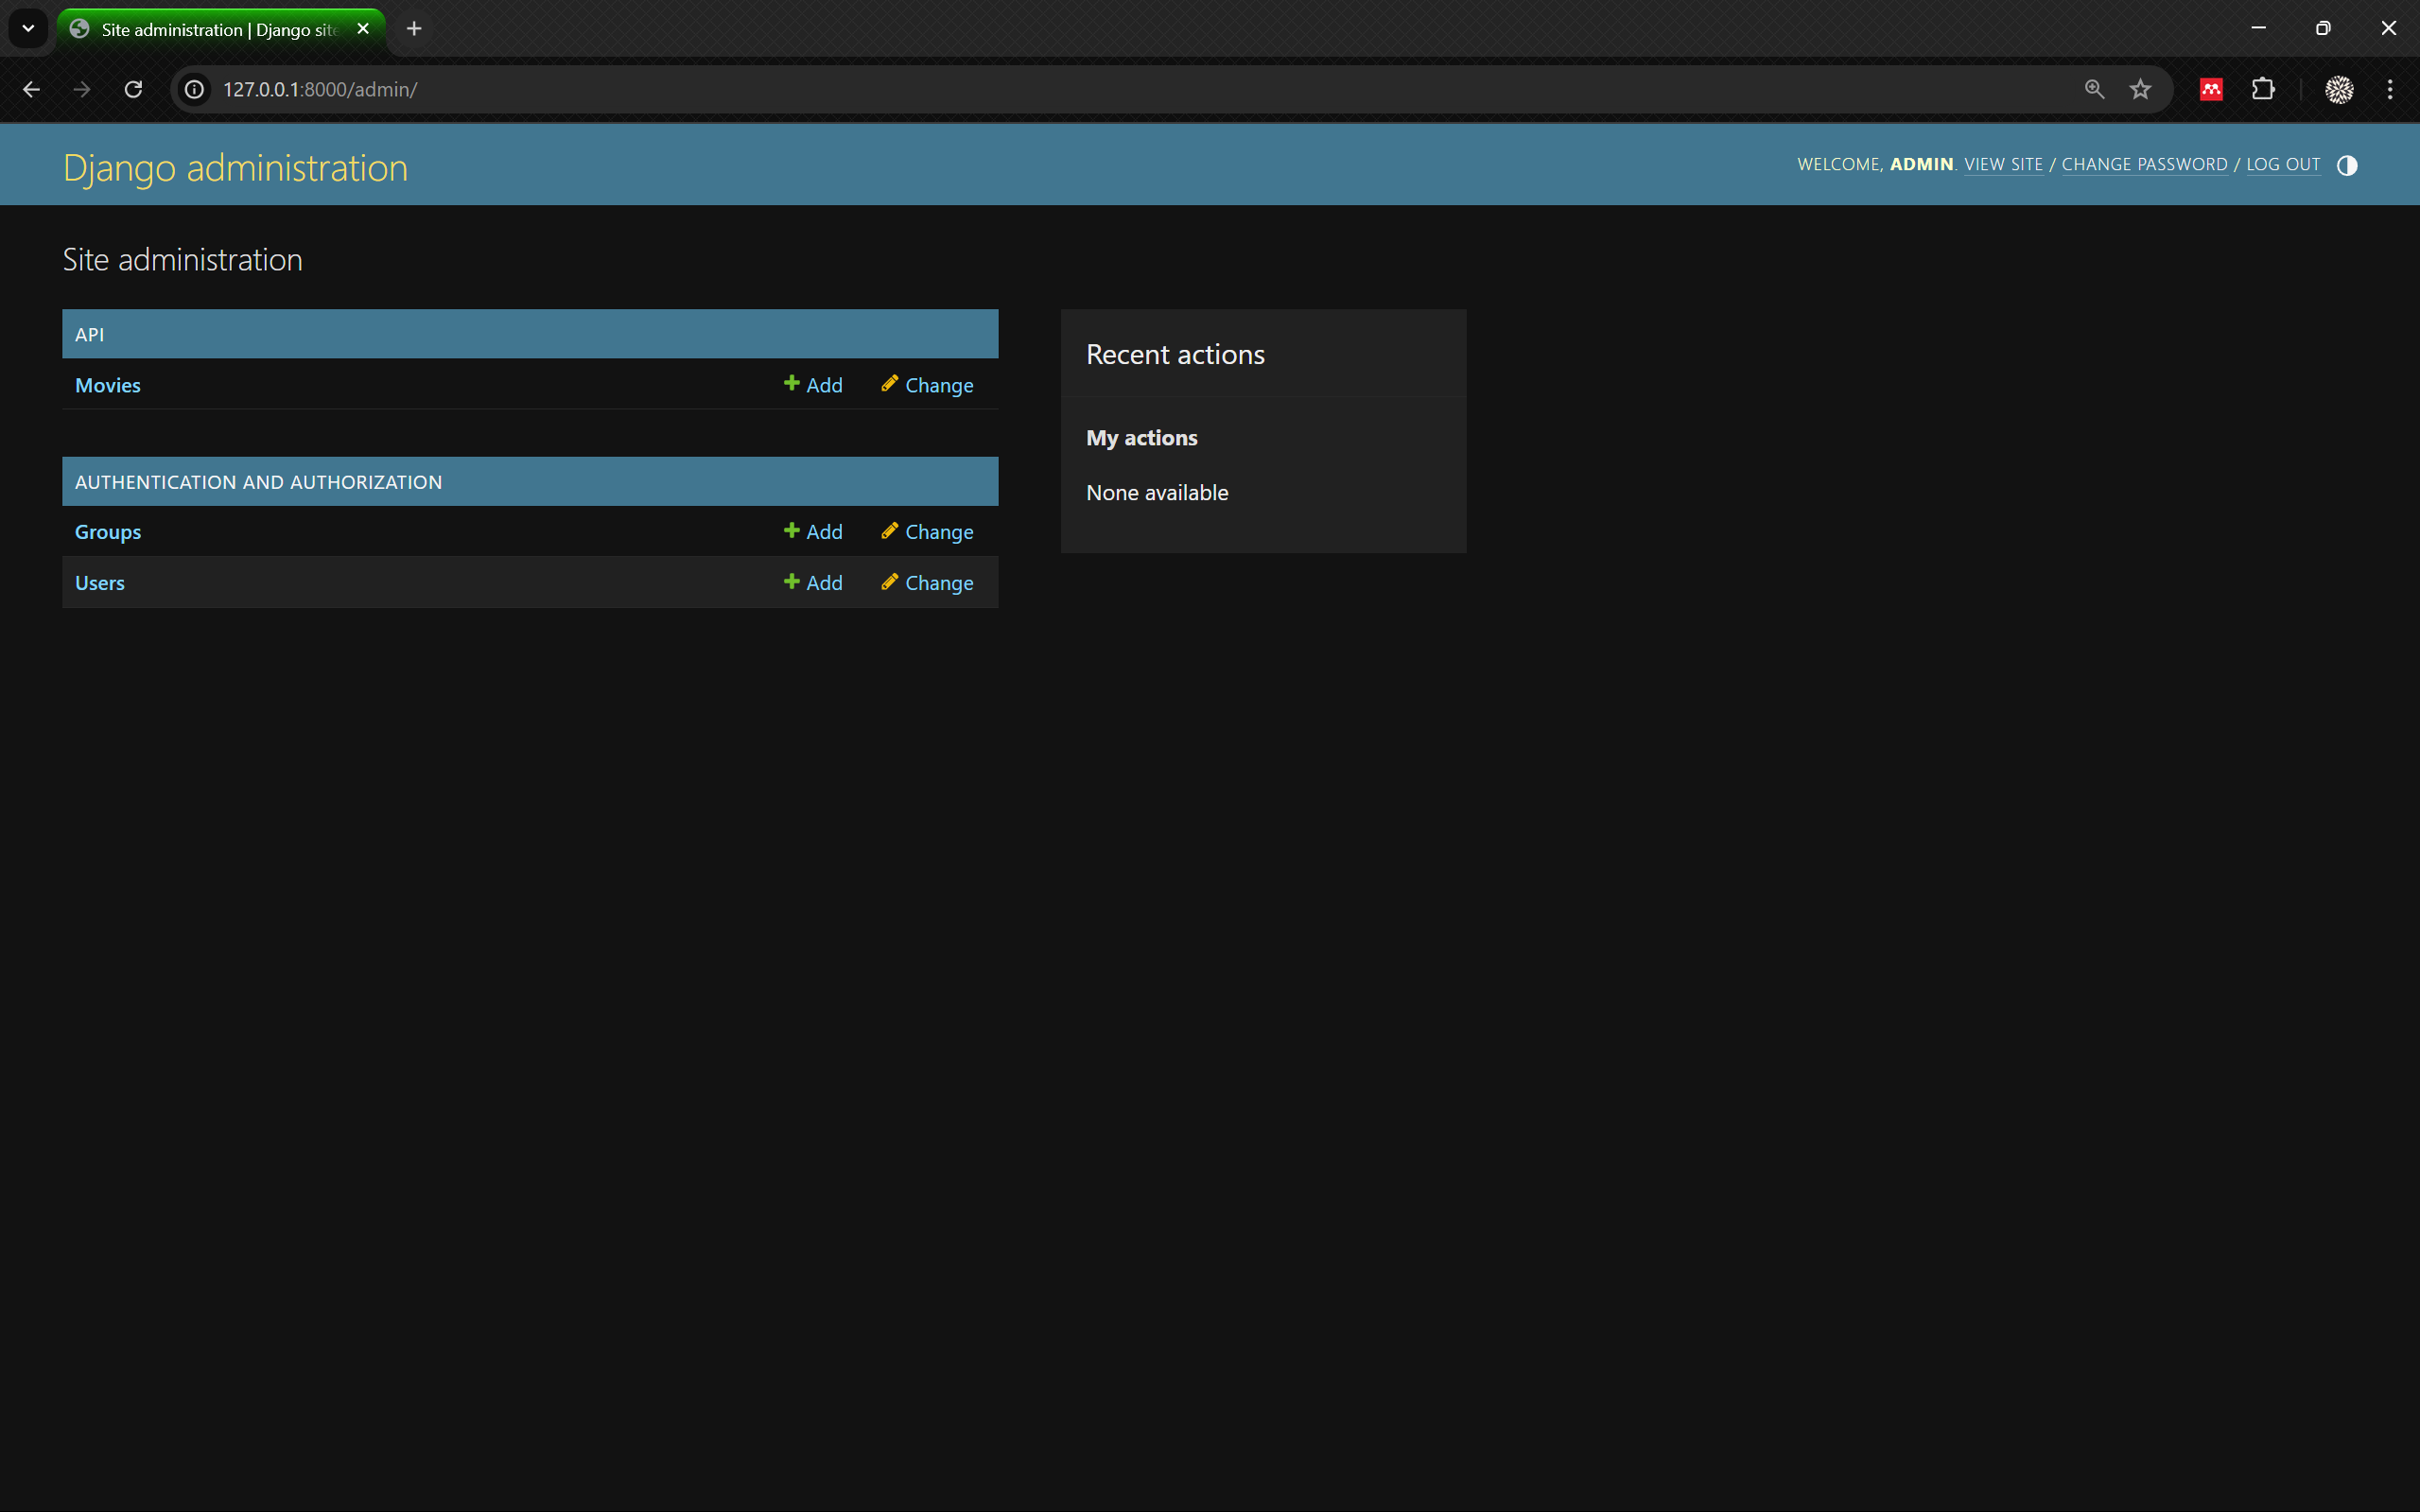 Site administration | Django site
127.0.0.1:8000/admin/
Django administration
WELCOME, ADMIN. VIEW SITE / CHANGE PASSWORD / LOG OUT
Site administration
API
Movies Add Change
AUTHENTICATION AND AUTHORIZATION
Groups Add Change
Users Add Change
Recent actions
My actions
None available